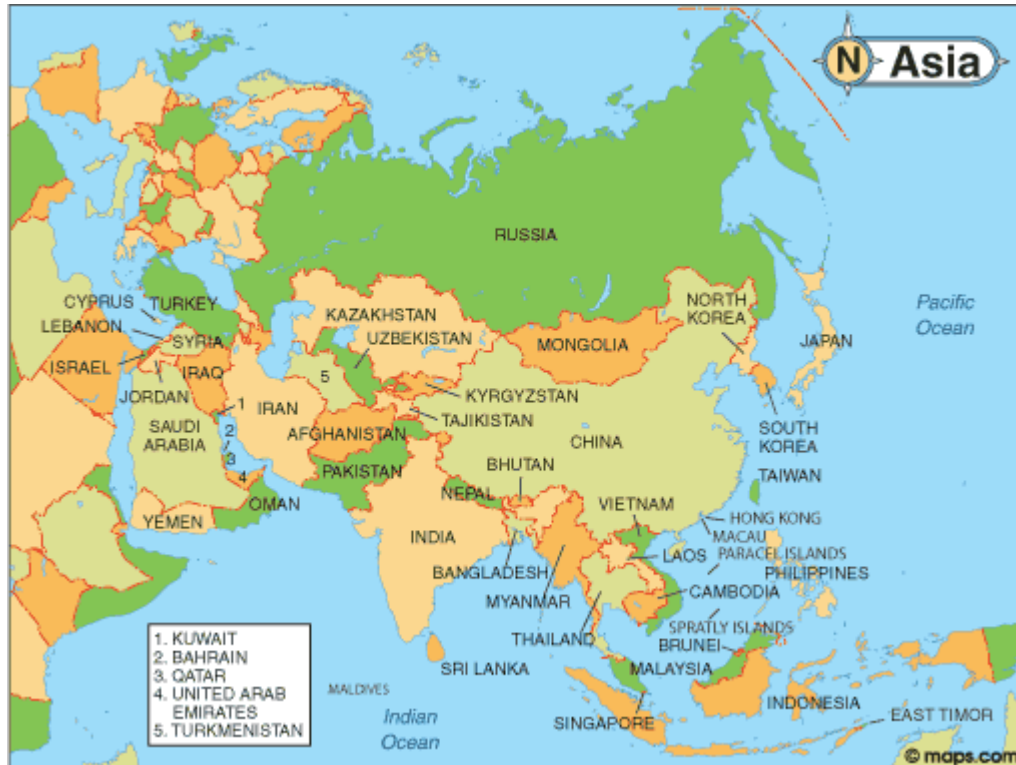 N Asia
RUSSIA
CYPRUS
TURKEY
LEBANON
SYRIA
ISRAEL
IRAQ
JORDAN
SAUDI
ARABIA
KAZAKHSTAN
UZBEKISTAN
MONGOLIA
NORTH
KOREA
JAPAN
Pacific
Ocean
5
KYRGYZSTAN
TAJIKISTAN
1
IRAN
2
3
4
AFGHANISTAN
CHINA
SOUTH
KOREA
PAKISTAN
BHUTAN
TAIWAN
OMAN
NEPAL
VIETNAM
YEMEN
INDIA
HONG KONG
MACAU
LAOS
PARACEL ISLANDS
BANGLADESH
PHILIPPINES
MYANMAR
CAMBODIA
THAILAND
SPRATLY ISLANDS
BRUNEI
SRI LANKA
MALAYSIA
MALDIVES
INDONESIA
SINGAPORE
EAST TIMOR
Indian
Ocean
1. KUWAIT
2. BAHRAIN
3. QATAR
4. UNITED ARAB
EMIRATES
5. TURKMENISTAN
© maps.com